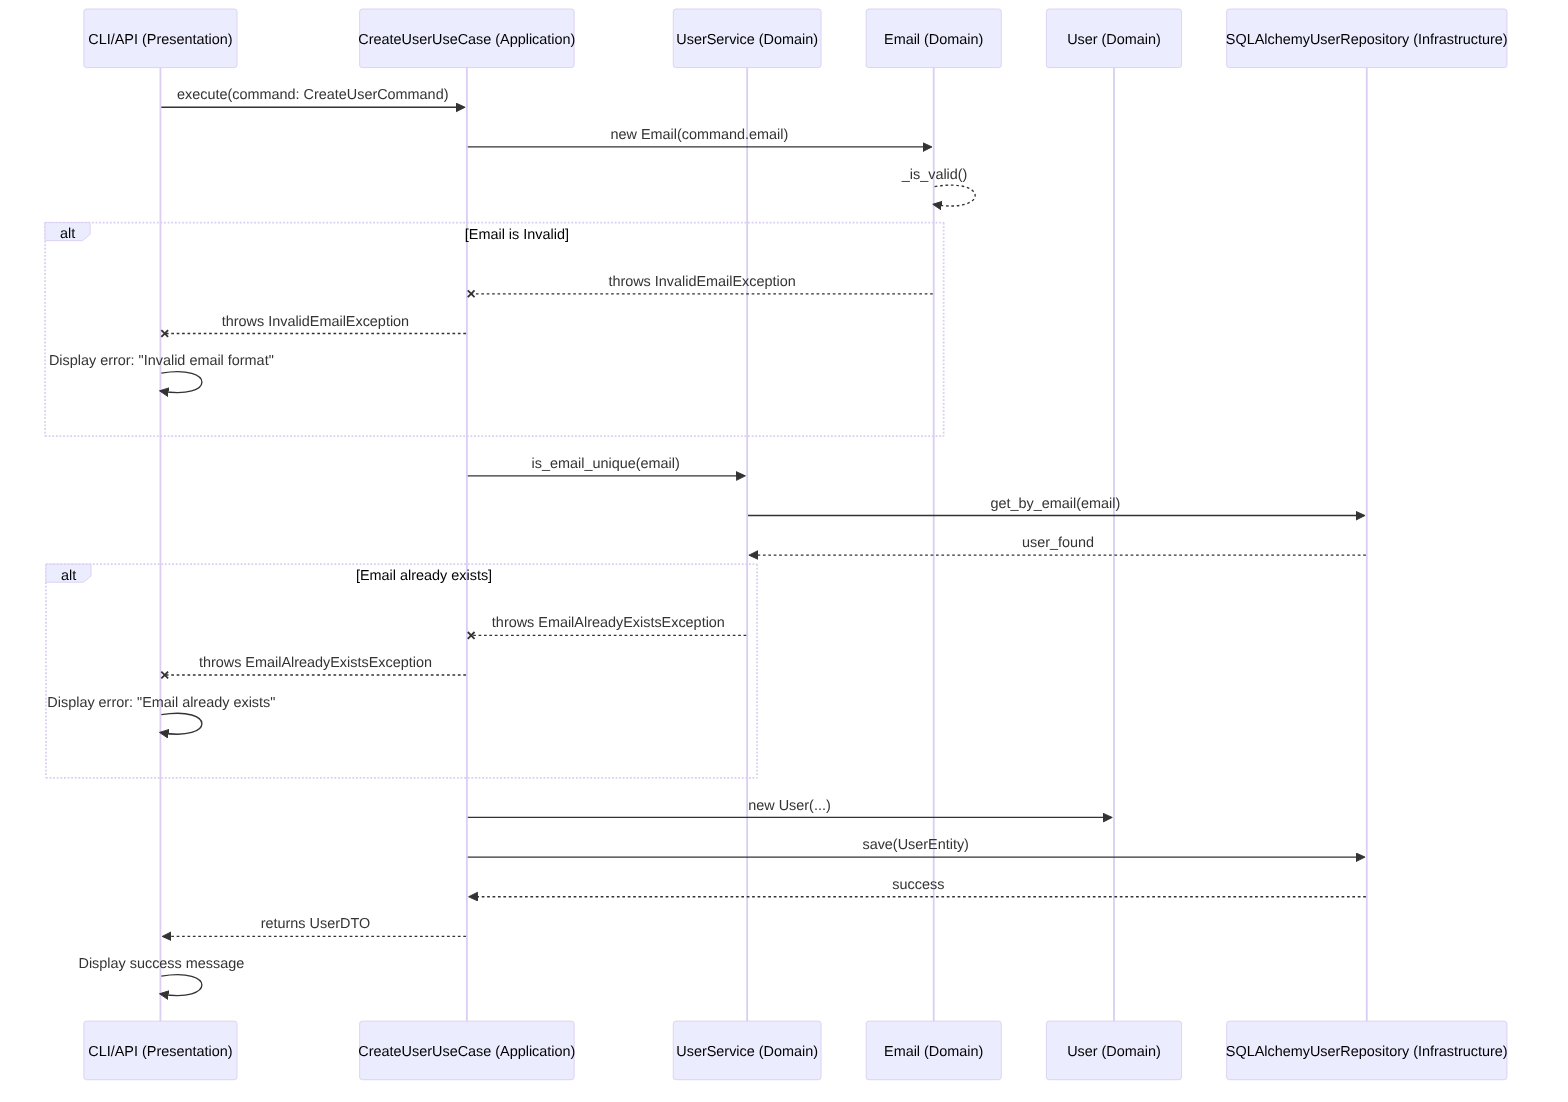 CLI/API (Presentation)
CreateUserUseCase (Application)
UserService (Domain)
Email (Domain)
User (Domain)
SQLAlchemyUserRepository (Infrastructure)
execute(command: CreateUserCommand)
new Email(command.email)
_is_valid()
alt
[Email is Invalid]
throws InvalidEmailException
throws InvalidEmailException
Display error: "Invalid email format"
is_email_unique(email)
get_by_email(email)
user_found
alt
[Email already exists]
throws EmailAlreadyExistsException
throws EmailAlreadyExistsException
Display error: "Email already exists"
new User(...)
save(UserEntity)
success
returns UserDTO
Display success message
CLI/API (Presentation)
CreateUserUseCase (Application)
UserService (Domain)
Email (Domain)
User (Domain)
SQLAlchemyUserRepository (Infrastructure)